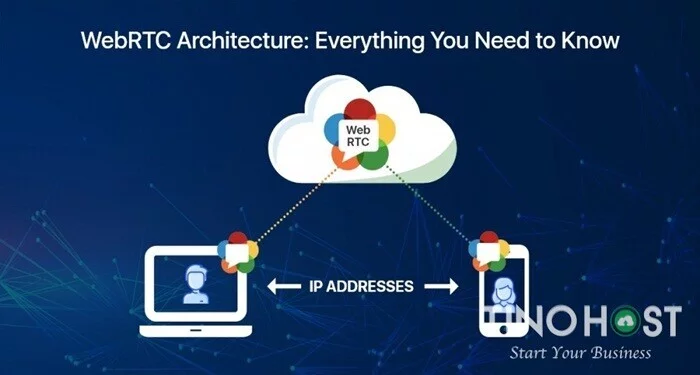 WebRTC Architecture: Everything You Need to Know
Web
RTC
IP ADDRESSES
TINOHOST
Start Your Business